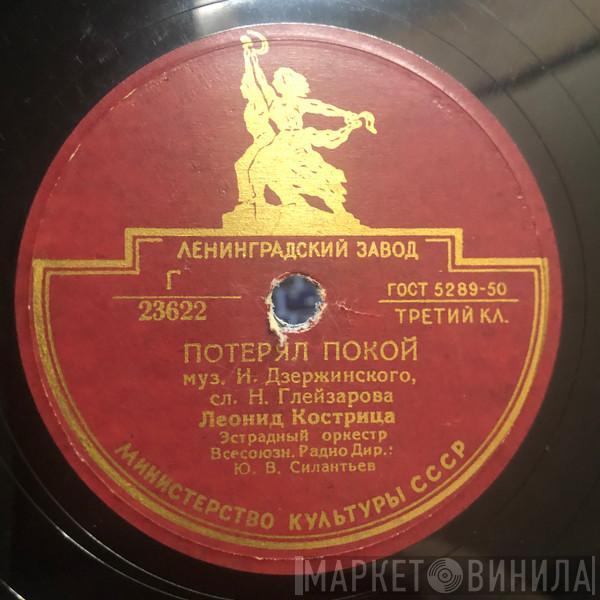 ЛЕНИНГРАДСКИЙ ЗАВОД
Г
23622
ГОСТ 5289-50
ТРЕТИЙ КЛ.
ПОТЕРЯЛ ПОКОЙ
муз. И. Дзержинского,
сл. Н. Глейзарова
Леонид Кострица
Эстрадный оркестр
Всесоюзн. Радио Дир.:
Ю. В. Силантьев
МИНИСТЕРСТВО КУЛЬТУРЫ СССР
МАРКЕТ ВИНИЛА